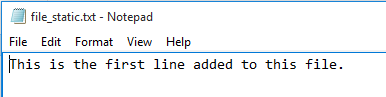 file_static.txt - Notepad
File Edit Format View Help
This is the first line added to this file.